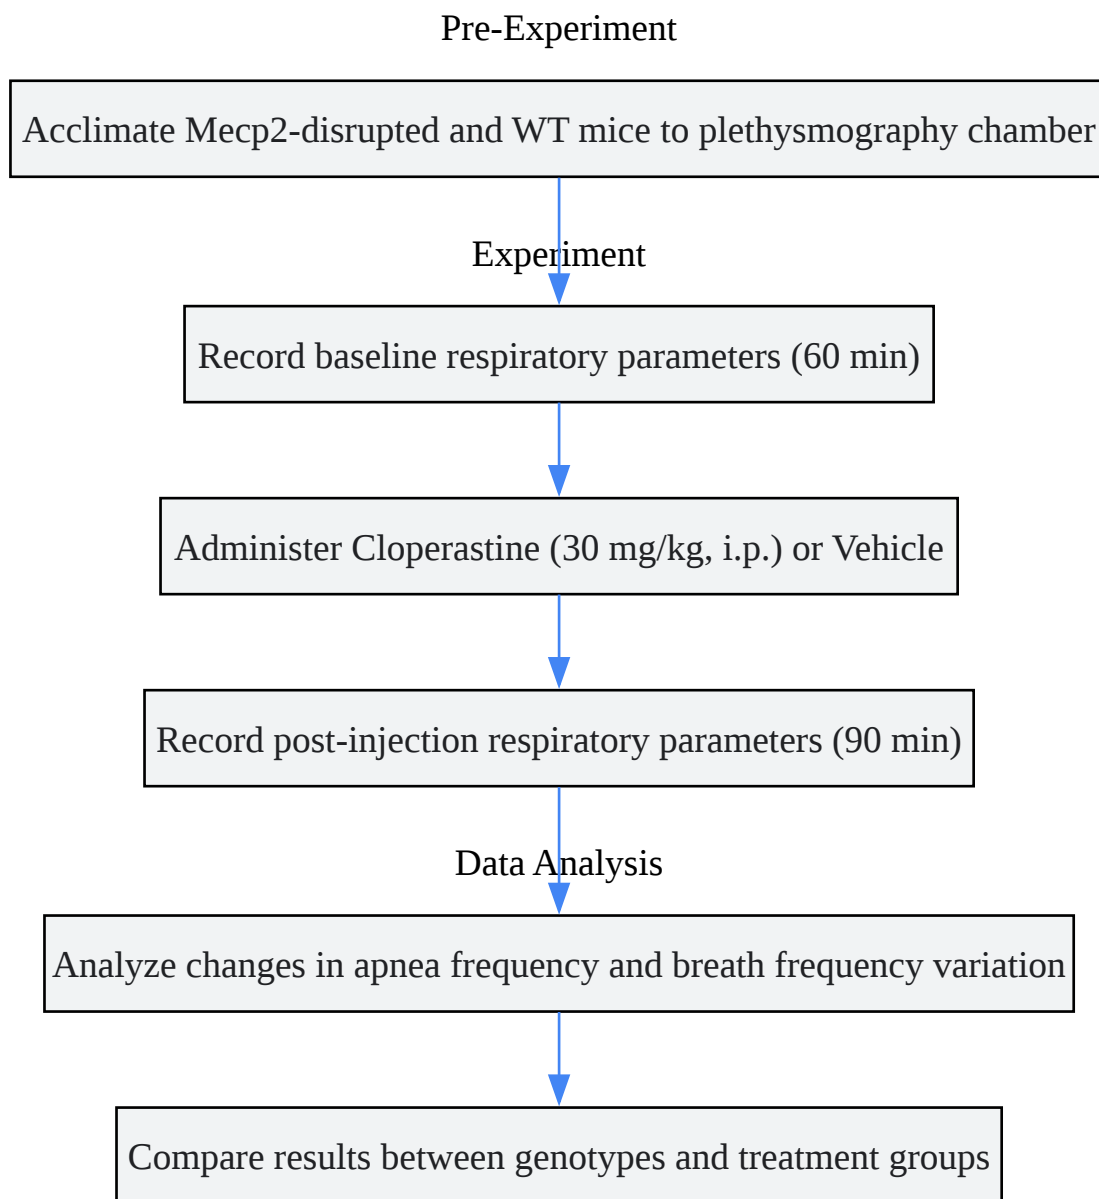 Pre-Experiment
Acclimate Mecp2-disrupted and WT mice to plethysmography chamber
Experiment
Record baseline respiratory parameters (60 min)
Administer Cloperastine (30 mg/kg, i.p.) or Vehicle
Record post-injection respiratory parameters (90 min)
Data Analysis
Analyze changes in apnea frequency and breath frequency variation
Compare results between genotypes and treatment groups